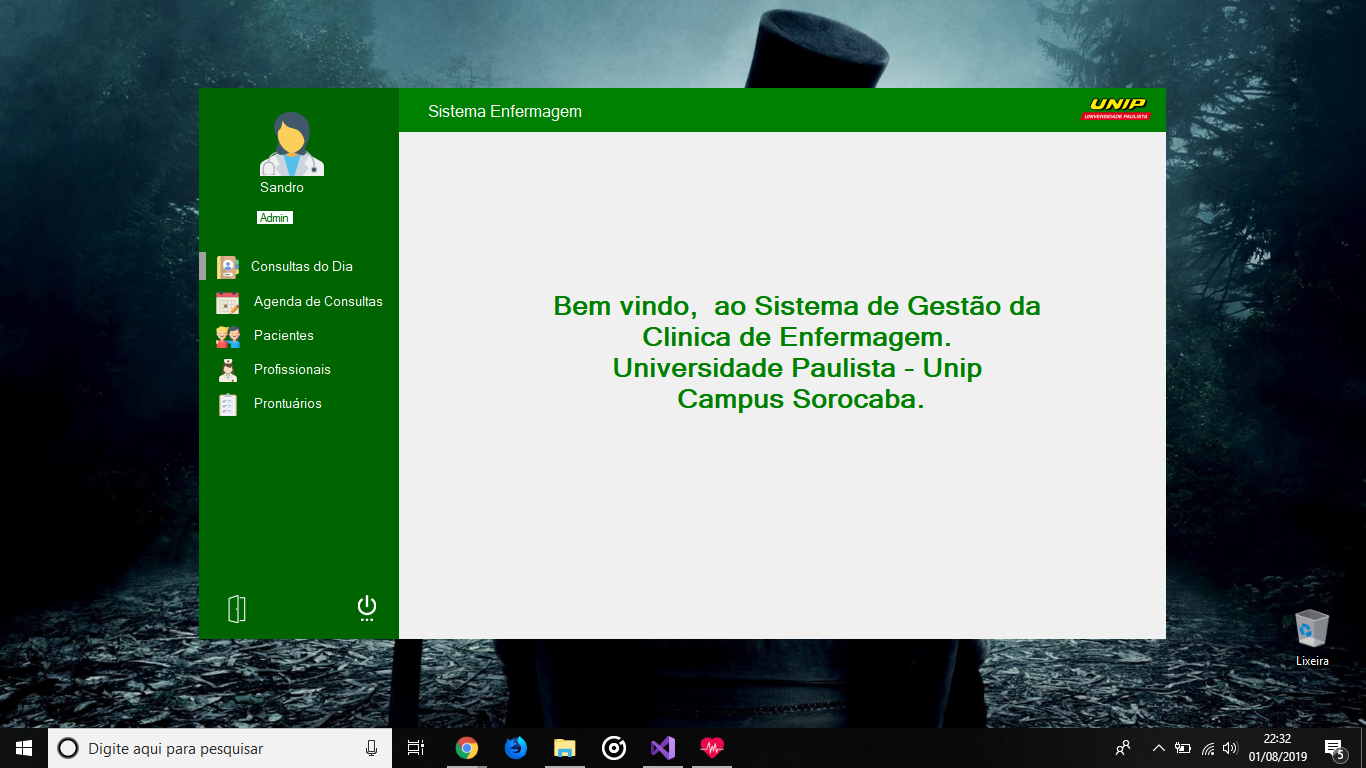 Sistema Enfermagem
UNIP
UNIVERSIDADE PAULISTA
Sandro
Admin
Consultas do Dia
Agenda de Consultas
Pacientes
Profissionais
Prontuários
Bem vindo,  ao Sistema de Gestão da
Clinica de Enfermagem.
Universidade Paulista - Unip
Campus Sorocaba.
Lixeira
Digite aqui para pesquisar
22:32
01/08/2019
5